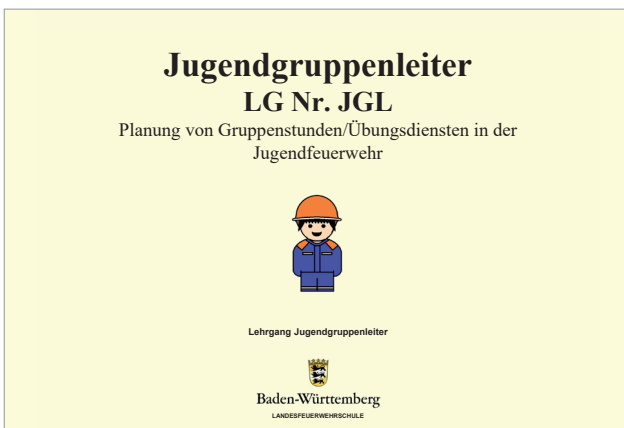 Jugendgruppenleiter
LG Nr. JGL
Planung von Gruppenstunden/Übungsdiensten in der
Jugendfeuerwehr
Lehrgang Jugendgruppenleiter
Baden-Württemberg
LANDESFEUERWEHRSCHULE